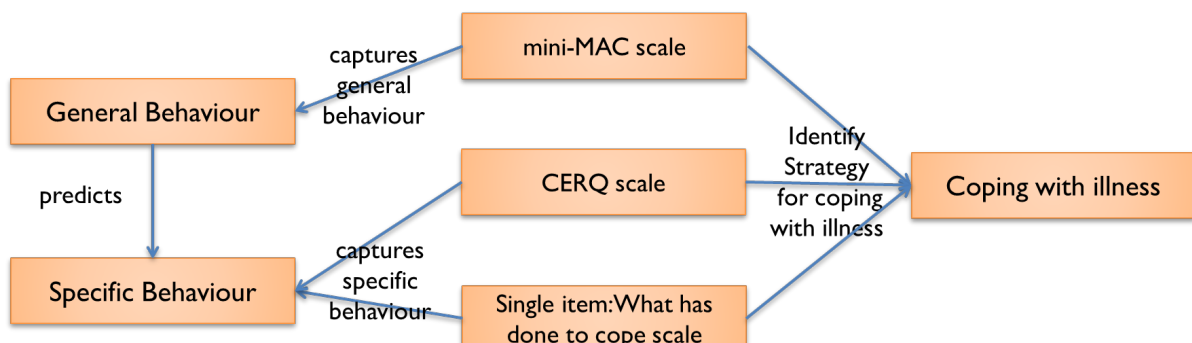 mini-MAC scale
captures
general
behaviour
General Behaviour
Identify
Strategy
for coping
with illness
CERQ scale
Coping with illness
predicts
captures
specific
behaviour
Specific Behaviour
Single item:What has
done to cope scale